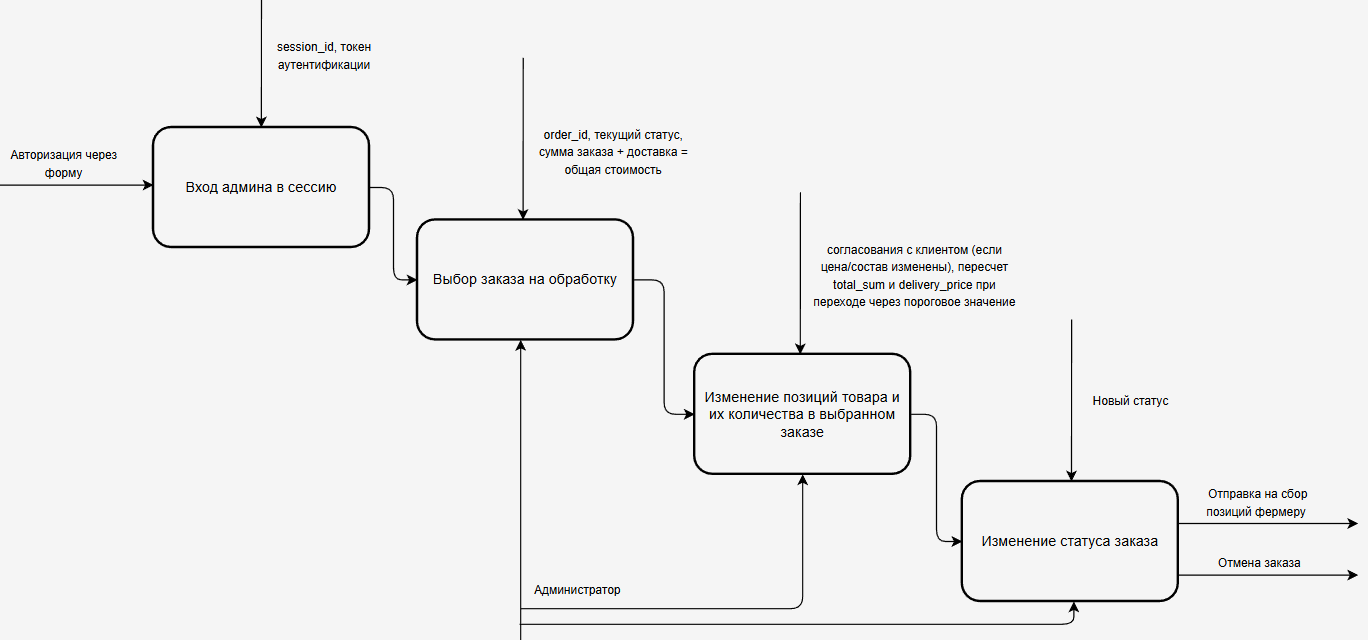 session_id, токен
аутентификации
Авторизация через
форму
Вход админа в сессию
order_id, текущий статус,
сумма заказа + доставка =
общая стоимость
Выбор заказа на обработку
согласования с клиентом (если
цена/состав изменены), пересчет
total_sum и delivery_price при
переходе через пороговое значение
Изменение позиций товара и
их количества в выбранном
заказе
Новый статус
Изменение статуса заказа
Отправка на сбор
позиций фермеру
Отмена заказа
Администратор